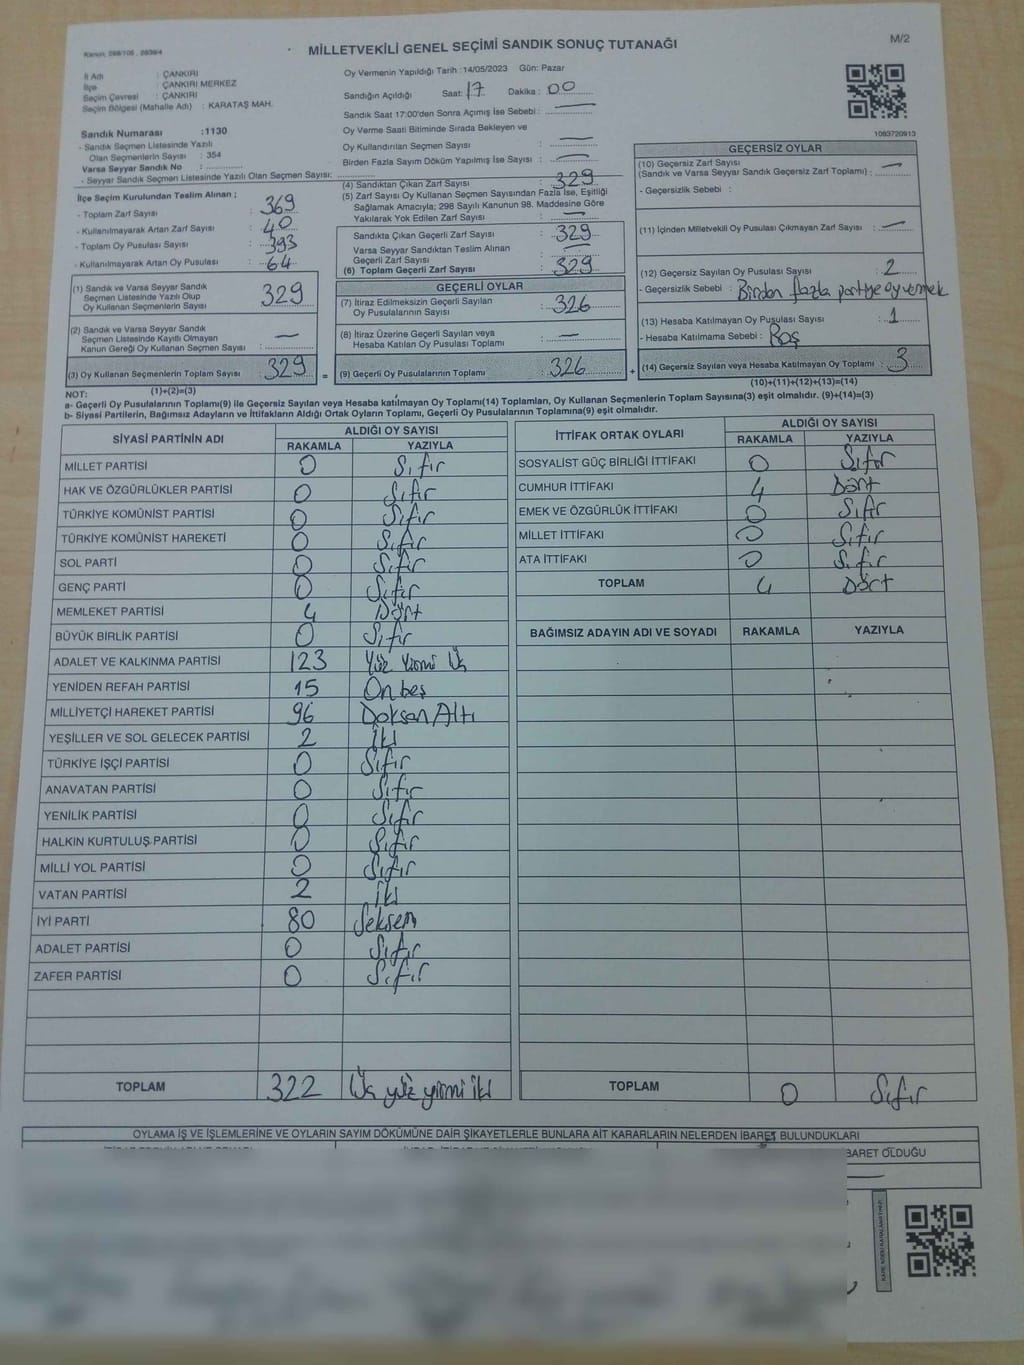 Kanun, 298/105 , 2839/4
MİLLETVEKİLİ GENEL SEÇİMİ SANDIK SONUÇ TUTANAĞI
M/2
İl Adı : ÇANKIRI
İlçe : ÇANKIRI MERKEZ
Seçim Çevresi : ÇANKIRI
Seçim Bölgesi (Mahalle Adı) : KARATAŞ MAH.
Sandık Numarası :1130
- Sandık Seçmen Listesinde Yazılı
Olan Seçmenlerin Sayısı : 354
Varsa Seyyar Sandık No :
- Seyyar Sandık Seçmen Listesinde Yazılı Olan Seçmen Sayısı:
Oy Vermenin Yapıldığı Tarih :14/05/2023 Gün: Pazar
Sandığın Açıldığı Saat: 17 Dakika : 00
Sandık Saat 17:00'den Sonra Açımış İse Sebebi : —
Oy Verme Saati Bitiminde Sırada Bekleyen ve
Oy Kullandırılan Seçmen Sayısı : —
Birden Fazla Sayım Döküm Yapılmış İse Sayısı : —
1093720913
İlçe Seçim Kurulundan Teslim Alınan ;
- Toplam Zarf Sayısı : 369
- Kullanılmayarak Artan Zarf Sayısı : 40
- Toplam Oy Pusulası Sayısı : 393
- Kullanılmayarak Artan Oy Pusulası : 64
(4) Sandıktan Çıkan Zarf Sayısı : 329
(5) Zarf Sayısı Oy Kullanan Seçmen Sayısından Fazla İse, Eşitliği
Sağlamak Amacıyla; 298 Sayılı Kanunun 98. Maddesine Göre
Yakılarak Yok Edilen Zarf Sayısı : —
Sandıkta Çıkan Geçerli Zarf Sayısı : 329
Varsa Seyyar Sandıktan Teslim Alınan
Geçerli Zarf Sayısı : —
(6) Toplam Geçerli Zarf Sayısı : 329
GEÇERSİZ OYLAR
(10) Geçersiz Zarf Sayısı
(Sandık ve Varsa Seyyar Sandık Geçersiz Zarf Toplamı) : —
- Geçersizlik Sebebi :
(11) İçinden Milletvekili Oy Pusulası Çıkmayan Zarf Sayısı : —
(12) Geçersiz Sayılan Oy Pusulası Sayısı : 2
- Geçersizlik Sebebi : Birden fazla partiye oy vermek
(13) Hesaba Katılmayan Oy Pusulası Sayısı : 1
- Hesaba Katılmama Sebebi : Boş
(14) Geçersiz Sayılan veya Hesaba Katılmayan Oy Toplamı : 3
(10)+(11)+(12)+(13)=(14)
(1) Sandık ve Varsa Seyyar Sandık
Seçmen Listesinde Yazılı Olup
Oy Kullanan Seçmenlerin Sayısı : 329
(2) Sandık ve Varsa Seyyar Sandık
Seçmen Listesinde Kayıtlı Olmayan
Kanun Gereği Oy Kullanan Seçmen Sayısı : —
(3) Oy Kullanan Seçmenlerin Toplam Sayısı : 329 =
(1)+(2)=(3)
GEÇERLİ OYLAR
(7) İtiraz Edilmeksizin Geçerli Sayılan
Oy Pusulalarının Sayısı : 326
(8) İtiraz Üzerine Geçerli Sayılan veya
Hesaba Katılan Oy Pusulası Toplamı : —
(9) Geçerli Oy Pusulalarının Toplamı : 326 +
NOT:
a- Geçerli Oy Pusulalarının Toplamı(9) ile Geçersiz Sayılan veya Hesaba katılmayan Oy Toplamı(14) Toplamları, Oy Kullanan Seçmenlerin Toplam Sayısına(3) eşit olmalıdır. (9)+(14)=(3)
b- Siyasi Partilerin, Bağımsız Adayların ve İttifakların Aldığı Ortak Oyların Toplamı, Geçerli Oy Pusulalarının Toplamına(9) eşit olmalıdır.
SİYASİ PARTİNİN ADI
ALDIĞI OY SAYISI
RAKAMLA YAZIYLA
MİLLET PARTİSİ 0 Sıfır
HAK VE ÖZGÜRLÜKLER PARTİSİ 0 Sıfır
TÜRKİYE KOMÜNİST PARTİSİ 0 Sıfır
TÜRKİYE KOMÜNİST HAREKETİ 0 Sıfır
SOL PARTİ 0 Sıfır
GENÇ PARTİ 0 Sıfır
MEMLEKET PARTİSİ 4 Dört
BÜYÜK BİRLİK PARTİSİ 0 Sıfır
ADALET VE KALKINMA PARTİSİ 123 Yüz Yirmi Üç
YENİDEN REFAH PARTİSİ 15 On beş
MİLLİYETÇİ HAREKET PARTİSİ 96 Doksan Altı
YEŞİLLER VE SOL GELECEK PARTİSİ 2 İki
TÜRKİYE İŞÇİ PARTİSİ 0 Sıfır
ANAVATAN PARTİSİ 0 Sıfır
YENİLİK PARTİSİ 0 Sıfır
HALKIN KURTULUŞ PARTİSİ 0 Sıfır
MİLLİ YOL PARTİSİ 0 Sıfır
VATAN PARTİSİ 2 İki
İYİ PARTİ 80 Seksen
ADALET PARTİSİ 0 Sıfır
ZAFER PARTİSİ 0 Sıfır
TOPLAM 322 Üç yüz yirmi iki
İTTİFAK ORTAK OYLARI
ALDIĞI OY SAYISI
RAKAMLA YAZIYLA
SOSYALİST GÜÇ BİRLİĞİ İTTİFAKI 0 Sıfır
CUMHUR İTTİFAKI 4 Dört
EMEK VE ÖZGÜRLÜK İTTİFAKI 0 Sıfır
MİLLET İTTİFAKI 0 Sıfır
ATA İTTİFAKI 0 Sıfır
TOPLAM 4 Dört
BAĞIMSIZ ADAYIN ADI VE SOYADI RAKAMLA YAZIYLA
TOPLAM 0 Sıfır
OYLAMA İŞ VE İŞLEMLERİNE VE OYLARIN SAYIM DÖKÜMÜNE DAİR ŞİKAYETLERLE BUNLARA AİT KARARLARIN NELERDEN İBARET BULUNDUKLARI
BARET OLDUĞU